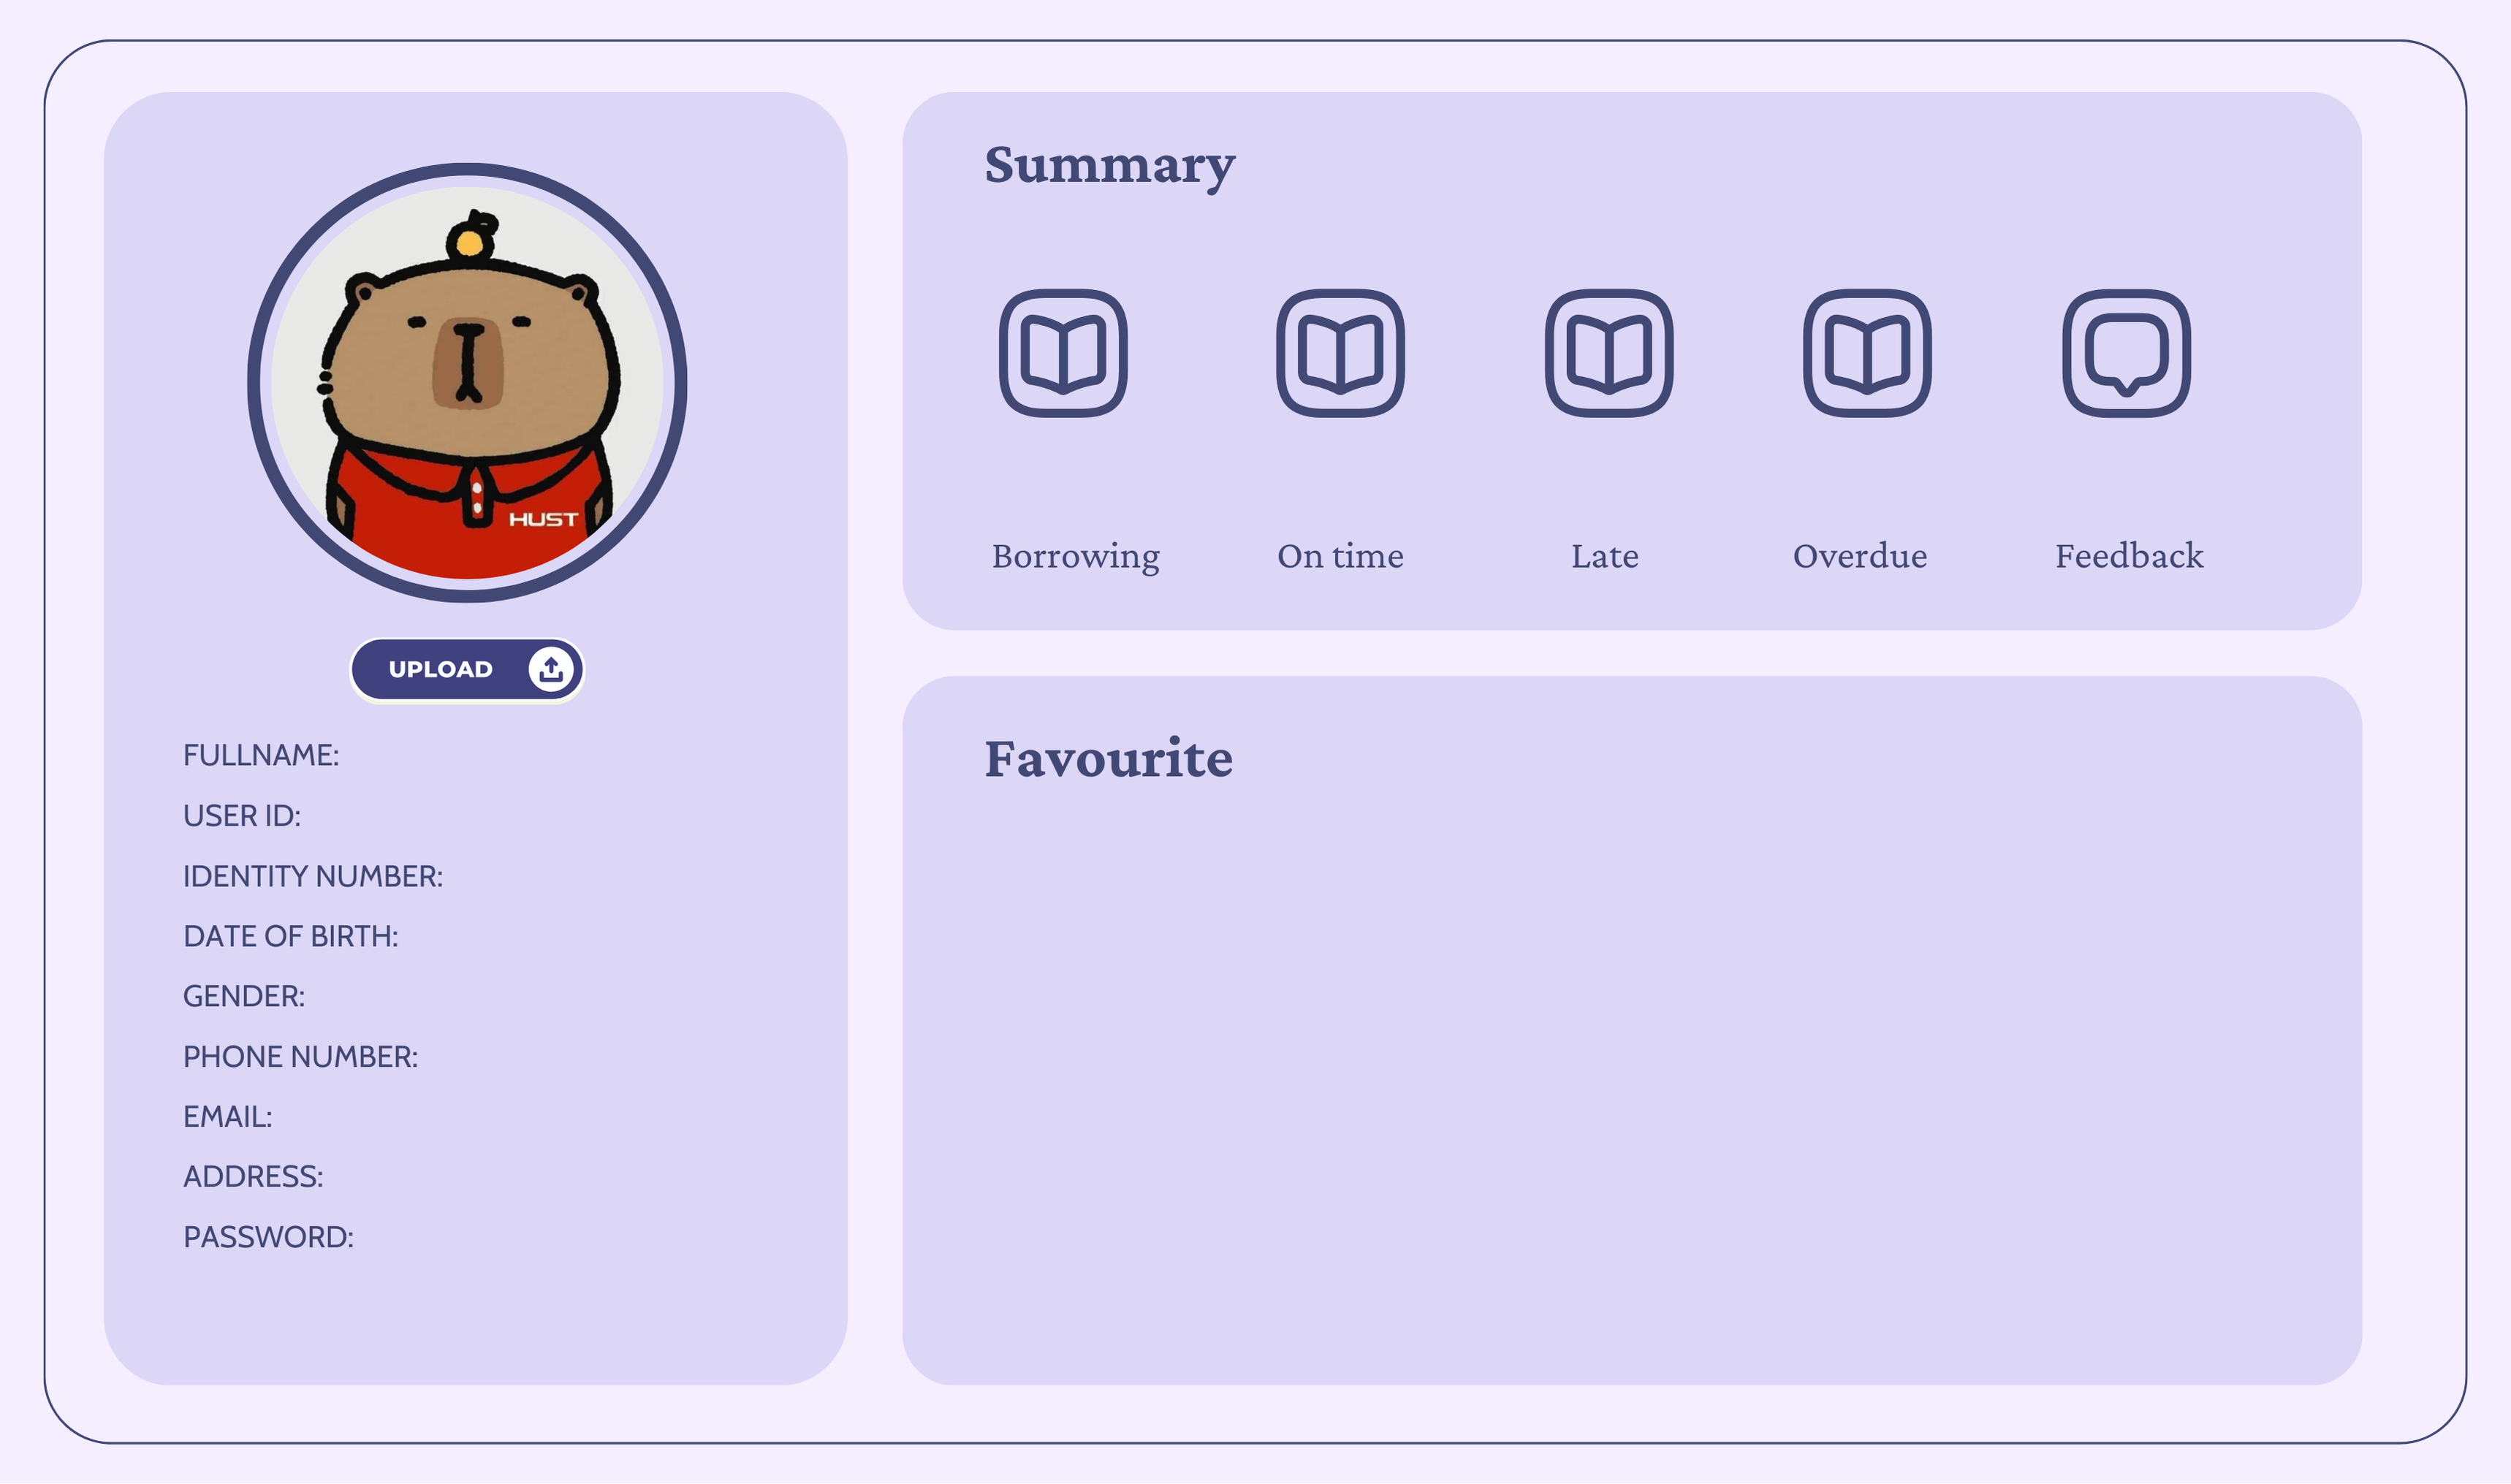 HUST
UPLOAD
FULLNAME:
USER ID:
IDENTITY NUMBER:
DATE OF BIRTH:
GENDER:
PHONE NUMBER:
EMAIL:
ADDRESS:
PASSWORD:
Summary
Borrowing On time Late Overdue Feedback
Favourite